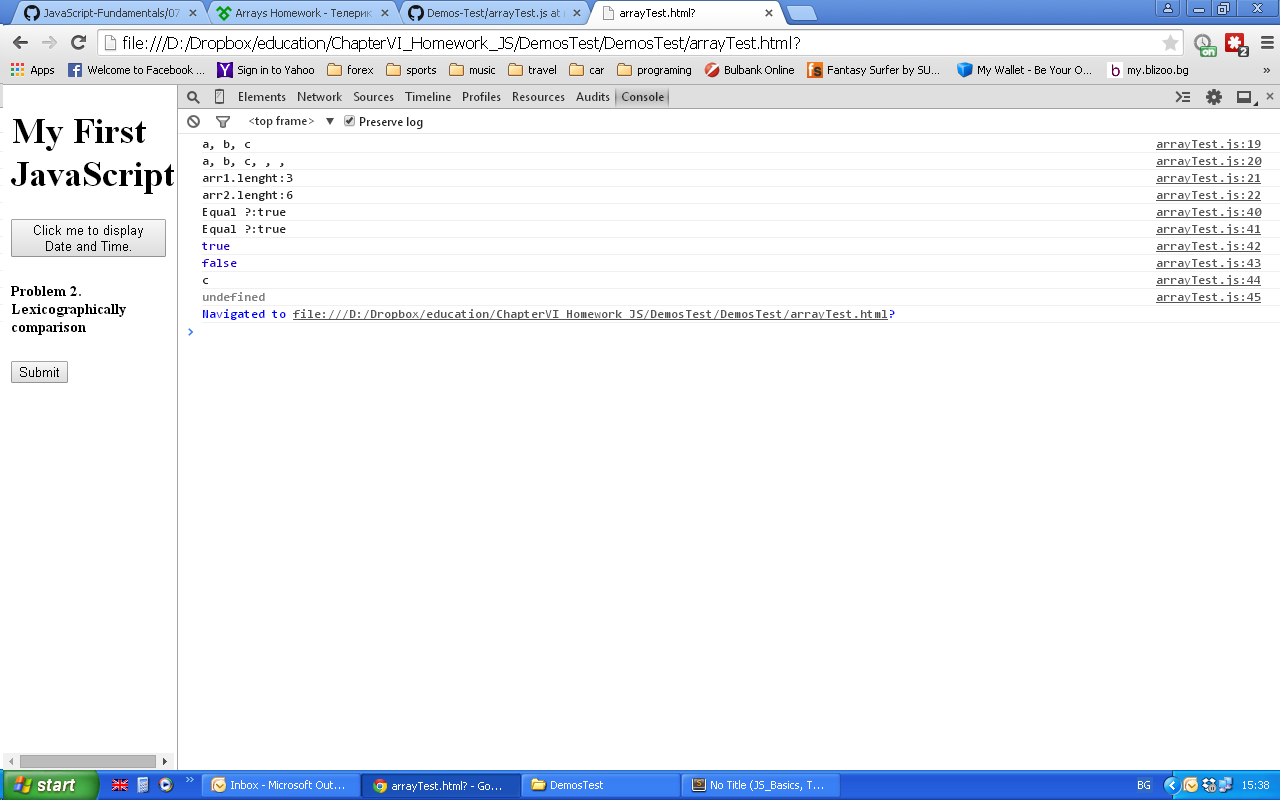 JavaScript-Fundamentals/07
Arrays Homework - Телерик
Demos-Test/arrayTest.js at
arrayTest.html?
file:///D:/Dropbox/education/ChapterVI_Homework_JS/DemosTest/DemosTest/arrayTest.html?
on
2
Apps
Welcome to Facebook ...
Sign in to Yahoo
forex
sports
music
travel
car
programing
Bulbank Online
Fantasy Surfer by SU...
My Wallet - Be Your O...
my.blizoo.bg
»
Elements Network Sources Timeline Profiles Resources Audits Console
<top frame> ▼ Preserve log
My First
JavaScript
Click me to display
Date and Time.
Problem 2.
Lexicographically
comparison
Submit
a, b, c arrayTest.js:19
a, b, c, , , arrayTest.js:20
arr1.lenght:3 arrayTest.js:21
arr2.lenght:6 arrayTest.js:22
Equal ?:true arrayTest.js:40
Equal ?:true arrayTest.js:41
true arrayTest.js:42
false arrayTest.js:43
c arrayTest.js:44
undefined arrayTest.js:45
Navigated to file:///D:/Dropbox/education/ChapterVI_Homework_JS/DemosTest/DemosTest/arrayTest.html?
>
start
»
Inbox - Microsoft Out...
arrayTest.html? - Go...
DemosTest
No Title (JS_Basics, T...
BG
15:38